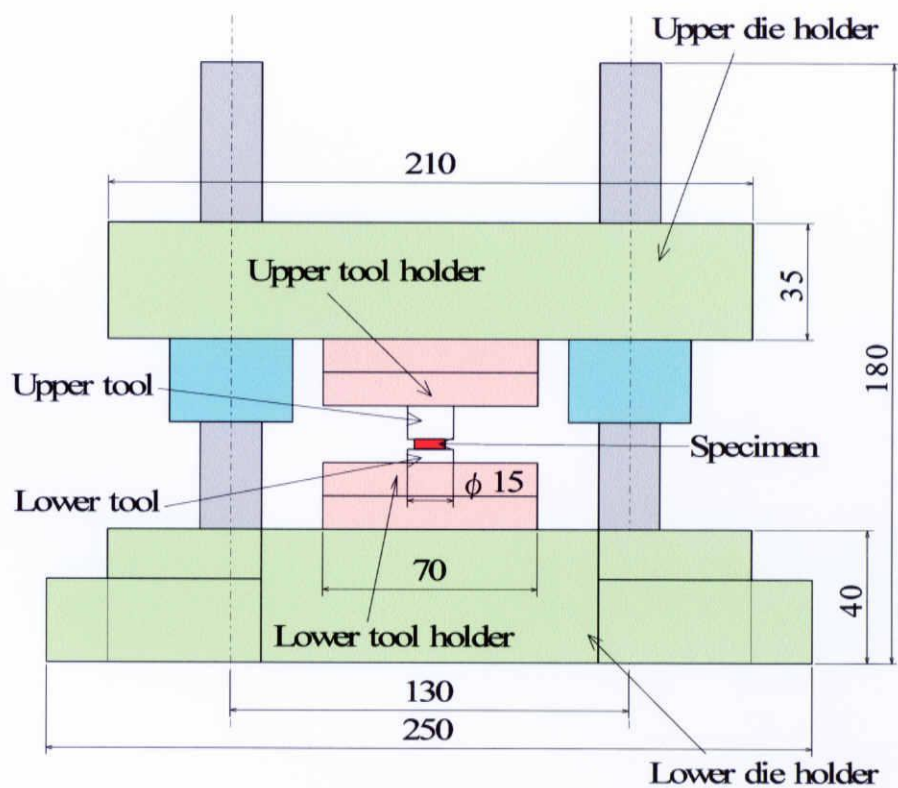 Upper die holder
210
Upper tool holder
35
180
Upper tool
Specimen
ϕ 15
Lower tool
70
40
Lower tool holder
130
250
Lower die holder